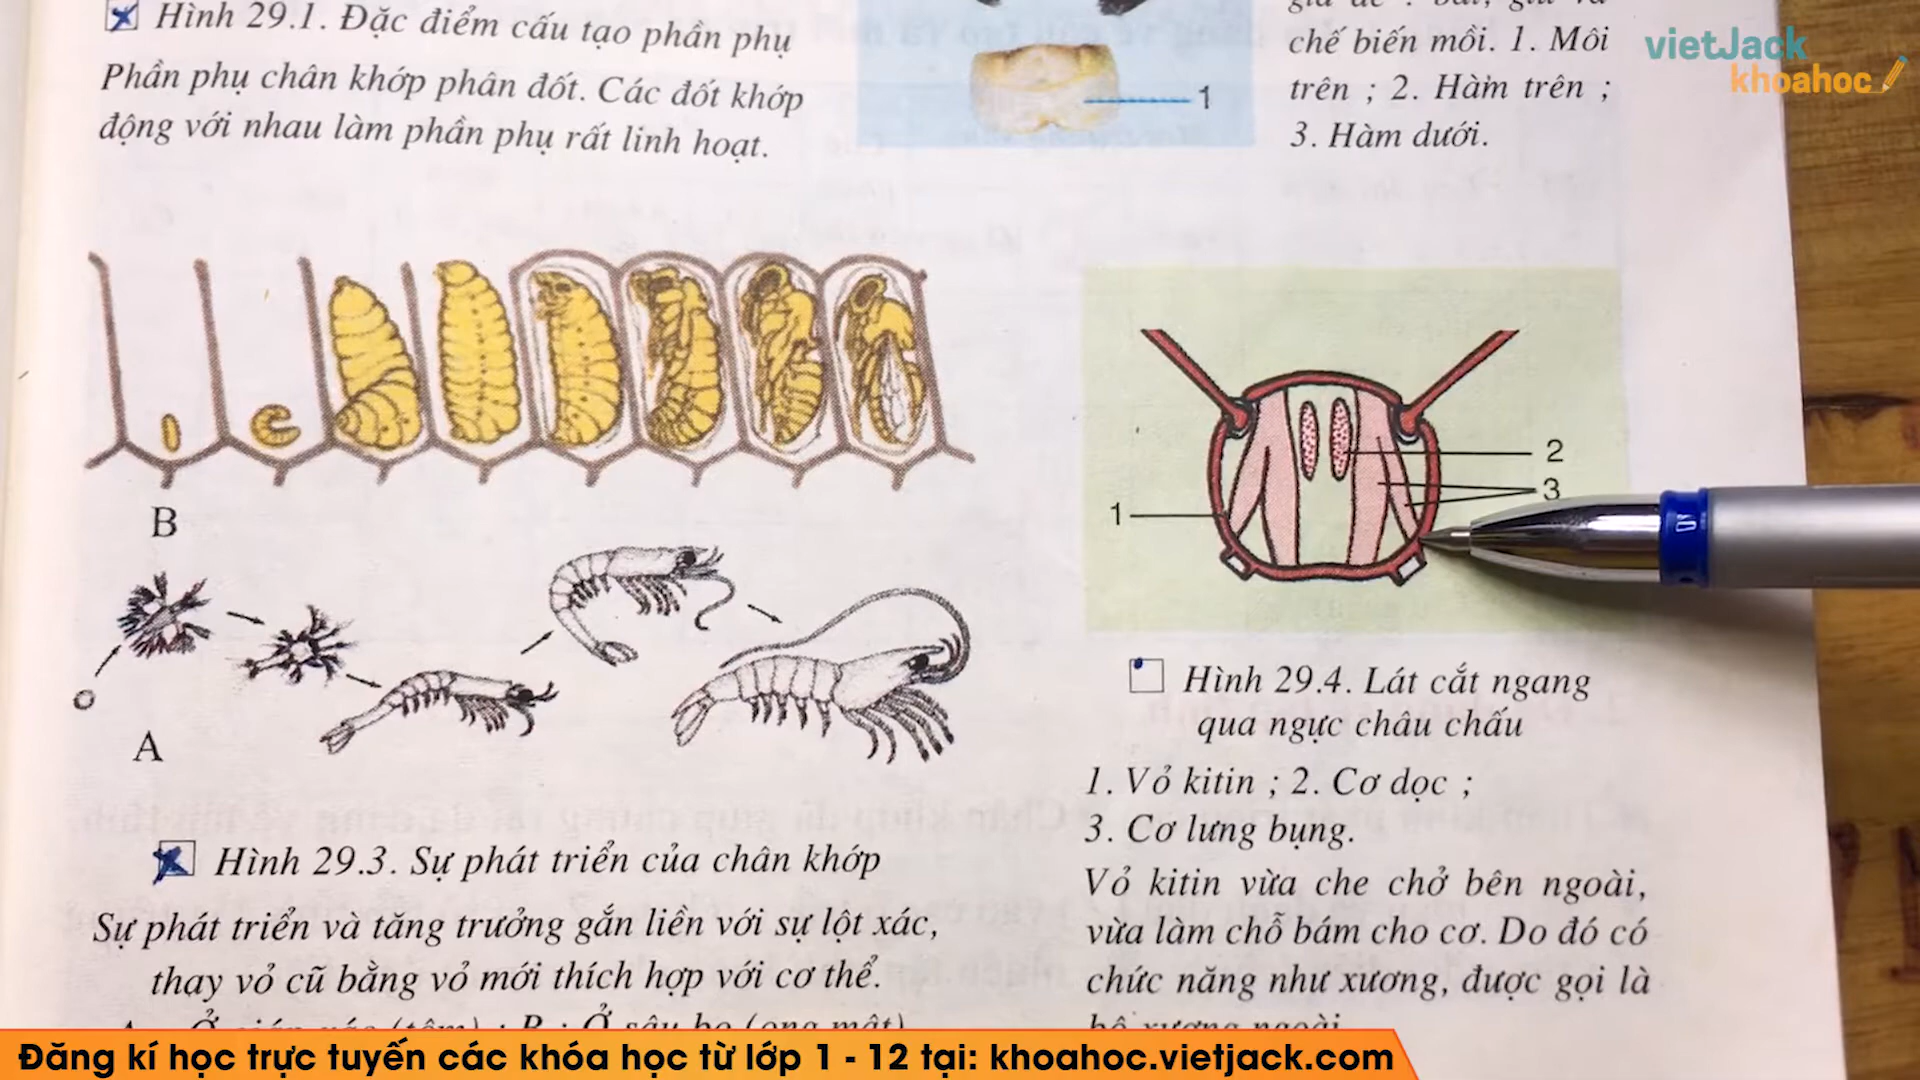 Hình 29.1. Đặc điểm cấu tạo phần phụ
Phần phụ chân khớp phân đốt. Các đốt khớp
động với nhau làm phần phụ rất linh hoạt.
1
chế biến mồi. 1. Môi
trên ; 2. Hàm trên ;
3. Hàm dưới.
vietJack
khoahoc
B
A
Hình 29.3. Sự phát triển của chân khớp
Sự phát triển và tăng trưởng gắn liền với sự lột xác,
thay vỏ cũ bằng vỏ mới thích hợp với cơ thể.
1
2
3
Hình 29.4. Lát cắt ngang
qua ngực châu chấu
1. Vỏ kitin ; 2. Cơ dọc ;
3. Cơ lưng bụng.
Vỏ kitin vừa che chở bên ngoài,
vừa làm chỗ bám cho cơ. Do đó có
chức năng như xương, được gọi là
Đăng kí học trực tuyến các khóa học từ lớp 1 - 12 tại: khoahoc.vietjack.com